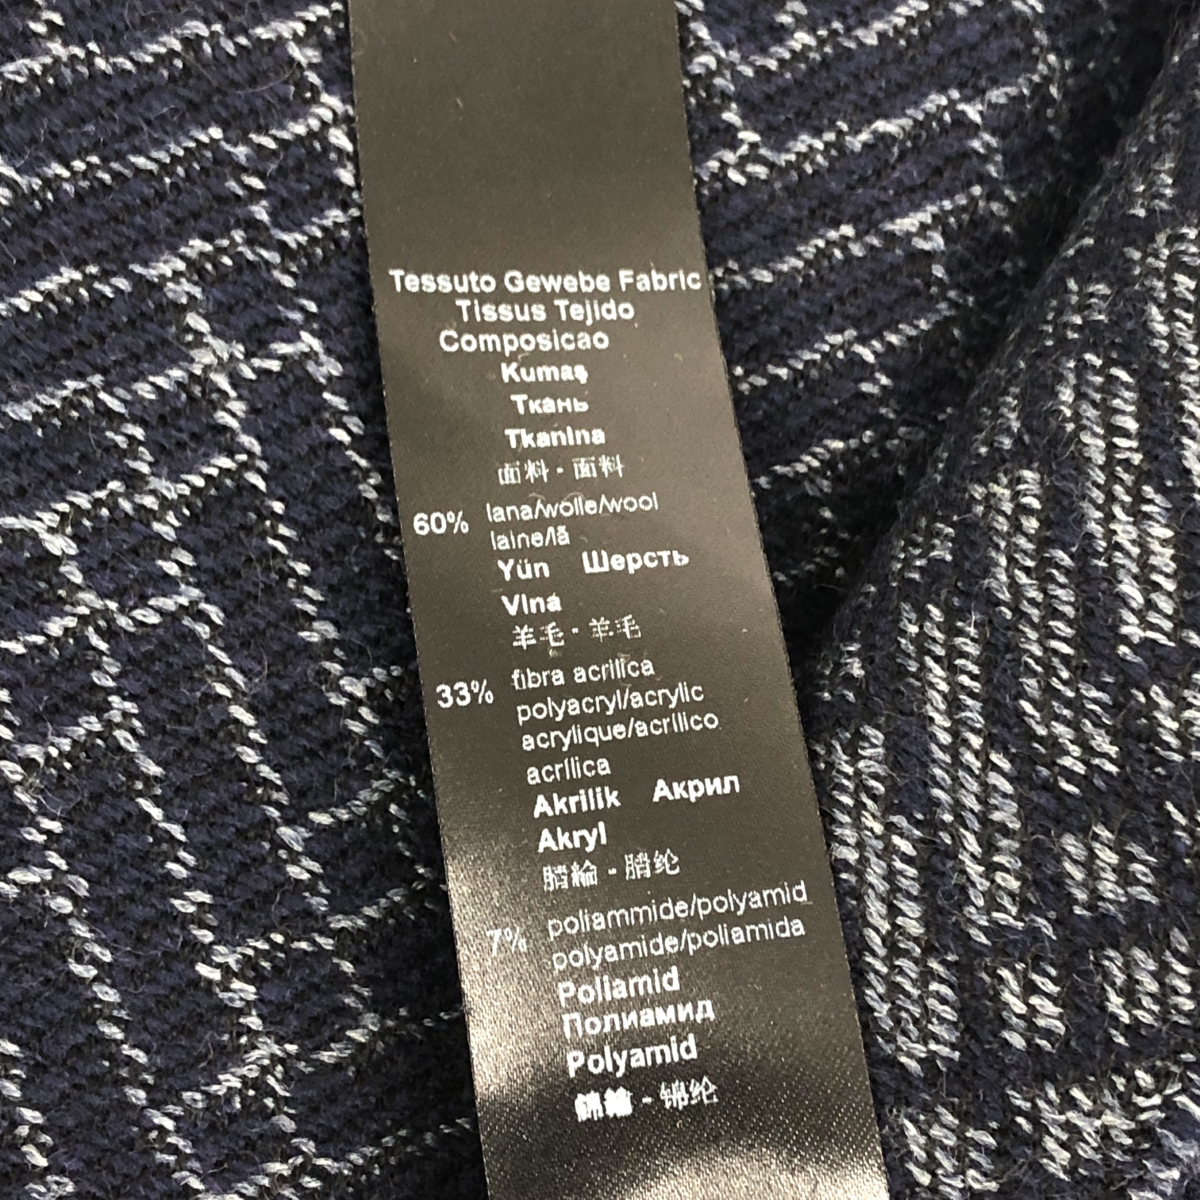 Tessuto Gewebe Fabric
Tissus Tejido
Composicao
Kumaş
Ткань
Tkanina
面料 - 面料
60% lana/wolle/wool
laine/lã
Yün Шерсть
Vlna
羊毛 - 羊毛
33% fibra acrilica
polyacryl/acrylic
acrylique/acrílico
acrílica
Akrilik Акрил
Akryl
腈綸 - 腈纶
7% poliammide/polyamid
polyamide/poliamida
Poliamid
Полиамид
Polyamid
錦綸 - 锦纶